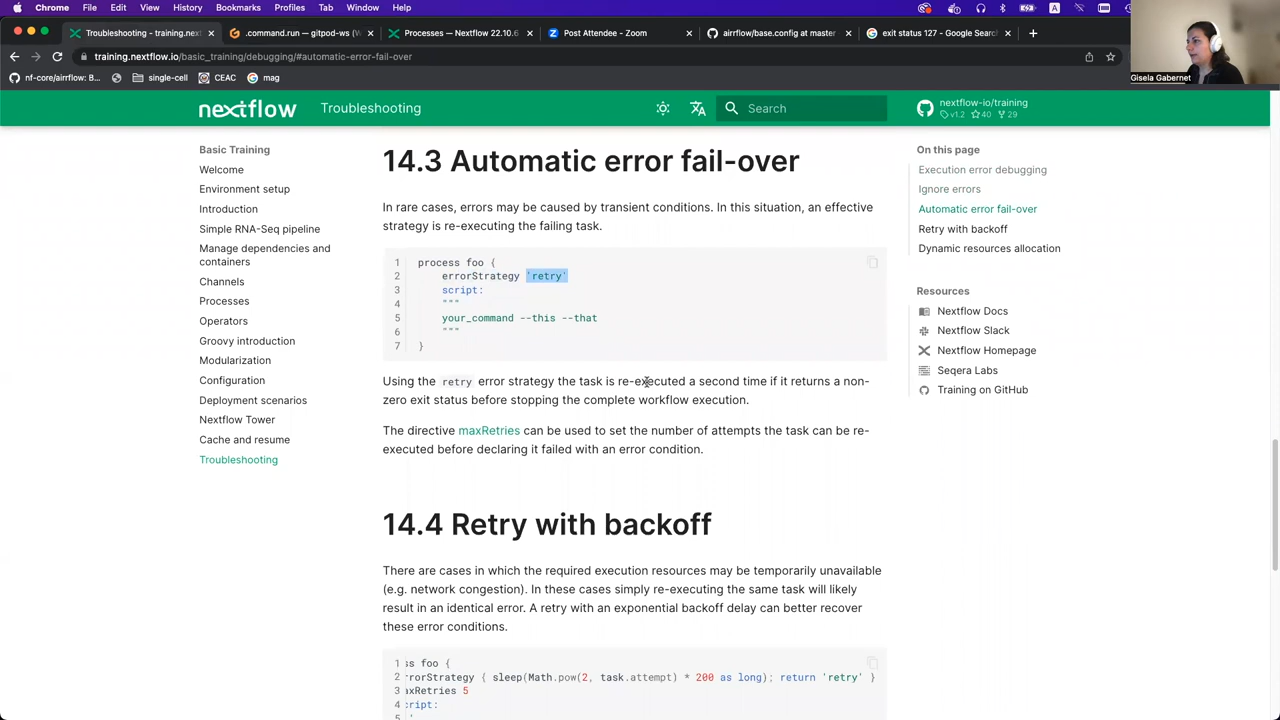 Chrome File Edit View History Bookmarks Profiles Tab Window Help
Troubleshooting - training.nex
.command.run — gitpod-ws (W
Processes — Nextflow 22.10.6
Post Attendee - Zoom
airflow/base.config at master
exit status 127 - Google Sear
training.nextflow.io/basic_training/debugging/#automatic-error-fail-over
nf-core/airflow: B...
single-cell
CEAC
mag
Gisela Gabernet
nextflow
Troubleshooting
Search
nextflow-io/training
v1.2 40 29
Basic Training
Welcome
Environment setup
Introduction
Simple RNA-Seq pipeline
Manage dependencies and
containers
Channels
Processes
Operators
Groovy introduction
Modularization
Configuration
Deployment scenarios
Nextflow Tower
Cache and resume
Troubleshooting
14.3 Automatic error fail-over
In rare cases, errors may be caused by transient conditions. In this situation, an effective
strategy is re-executing the failing task.
1 process foo {
2 errorStrategy 'retry'
3 script:
4 """
5 your_command --this --that
6 """
7 }
Using the retry error strategy the task is re-executed a second time if it returns a non-
zero exit status before stopping the complete workflow execution.
The directive maxRetries can be used to set the number of attempts the task can be re-
executed before declaring it failed with an error condition.
14.4 Retry with backoff
There are cases in which the required execution resources may be temporarily unavailable
(e.g. network congestion). In these cases simply re-executing the same task will likely
result in an identical error. A retry with an exponential backoff delay can better recover
these error conditions.
1 ss foo {
2 rrorStrategy { sleep(Math.pow(2, task.attempt) * 200 as long); return 'retry' }
3 axRetries 5
4 cript:
5
On this page
Execution error debugging
Ignore errors
Automatic error fail-over
Retry with backoff
Dynamic resources allocation
Resources
Nextflow Docs
Nextflow Slack
Nextflow Homepage
Seqera Labs
Training on GitHub